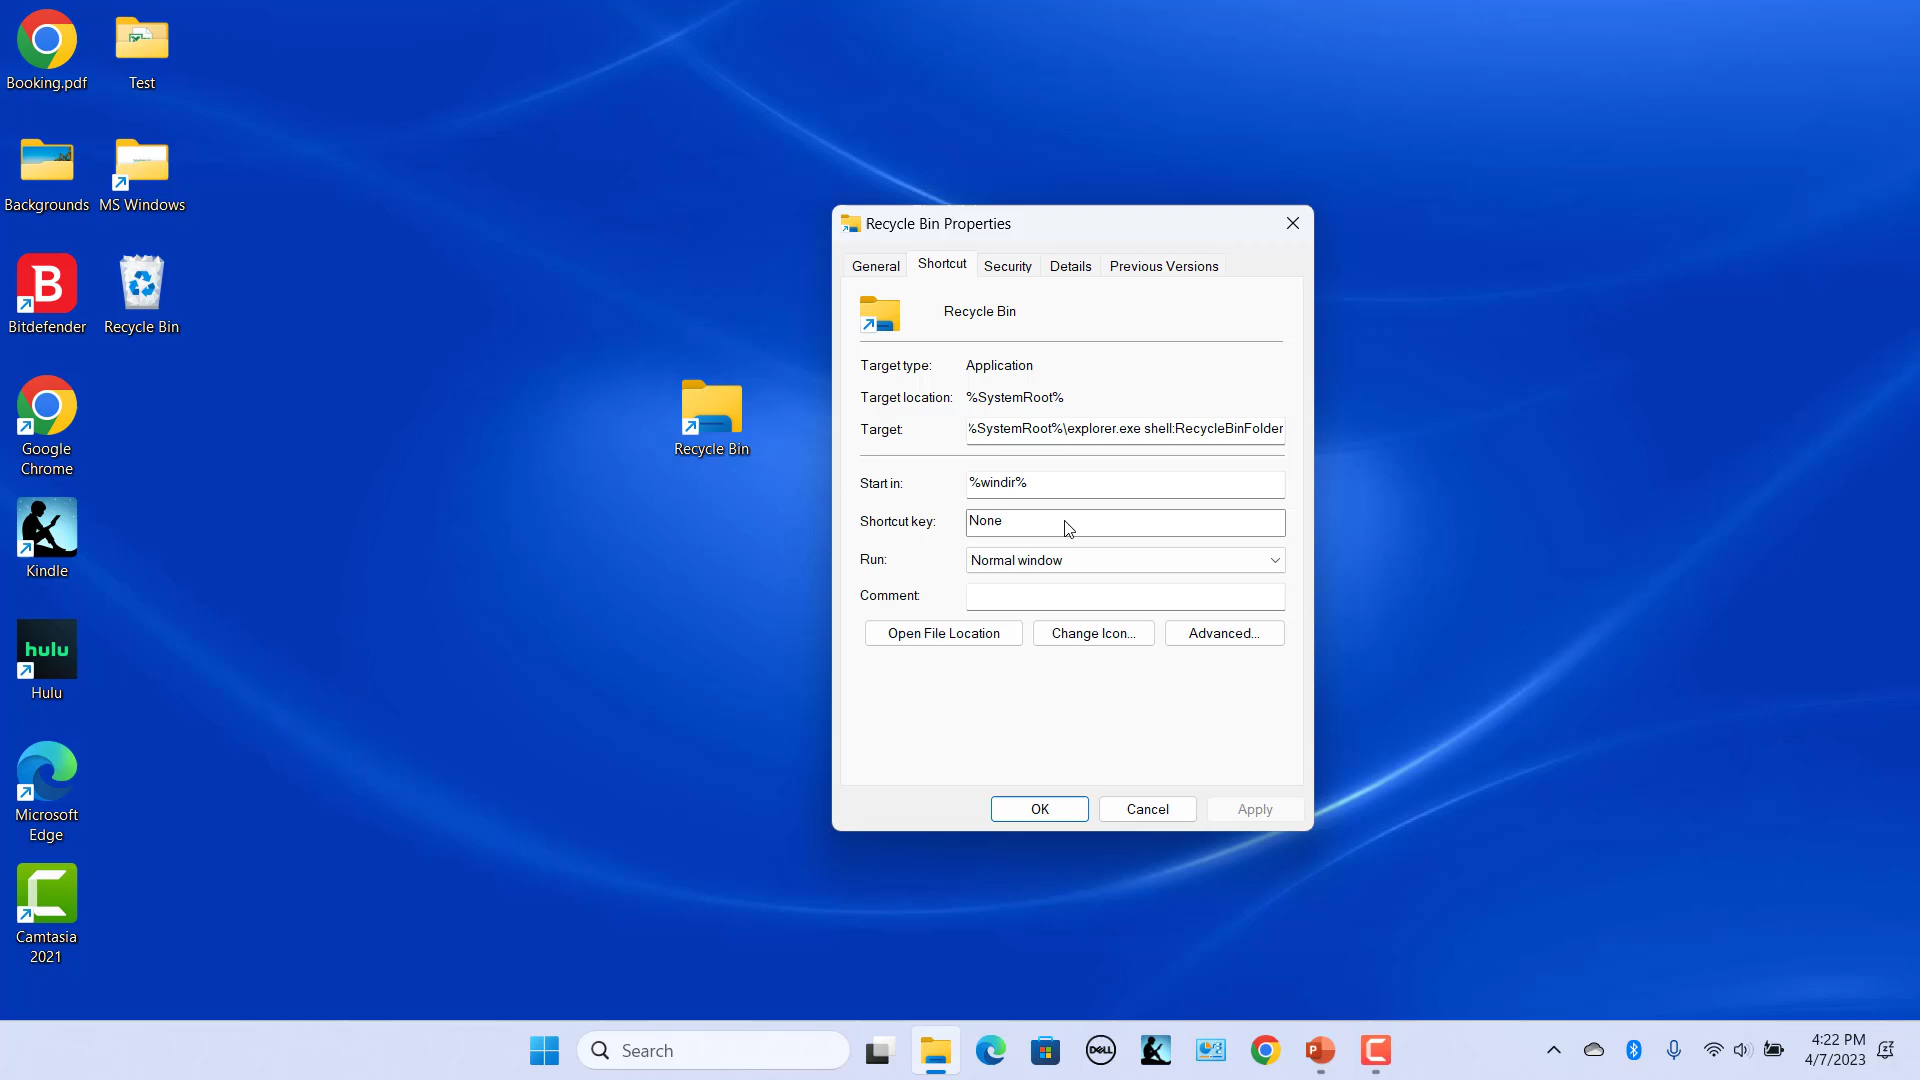 Booking.pdf
Test
Backgrounds
MS Windows
Bitdefender
Recycle Bin
Google
Chrome
Kindle
hulu
Hulu
Microsoft
Edge
Camtasia
2021
Recycle Bin
Recycle Bin Properties
General
Shortcut
Security
Details
Previous Versions
Recycle Bin
Target type: Application
Target location: %SystemRoot%
Target: %SystemRoot%\explorer.exe shell:RecycleBinFolder
Start in: %windir%
Shortcut key: None
Run: Normal window
Comment:
Open File Location
Change Icon...
Advanced...
OK
Cancel
Apply
Search
DELL
4:22 PM
4/7/2023